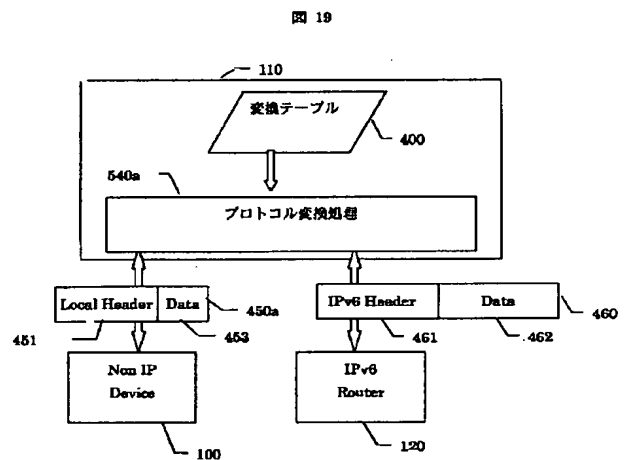 図 19
110
変換テーブル
400
540a
プロトコル変換処理
Local Header Data 450a
IPv6 Header Data 460
451 453
461 462
Non IP
Device
IPv6
Router
100
120